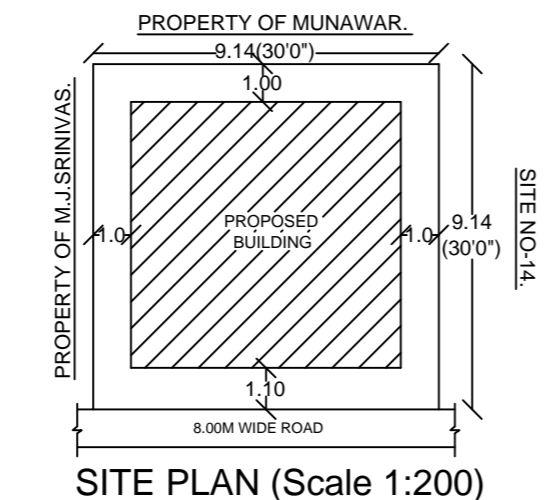 PROPERTY OF MUNAWAR.
9.14(30'0")
1.00
PROPERTY OF M.J.SRINIVAS.
1.0
PROPOSED
BUILDING
1.0
9.14
(30'0")
SITE NO-14.
1.10
8.00M WIDE ROAD
SITE PLAN (Scale 1:200)